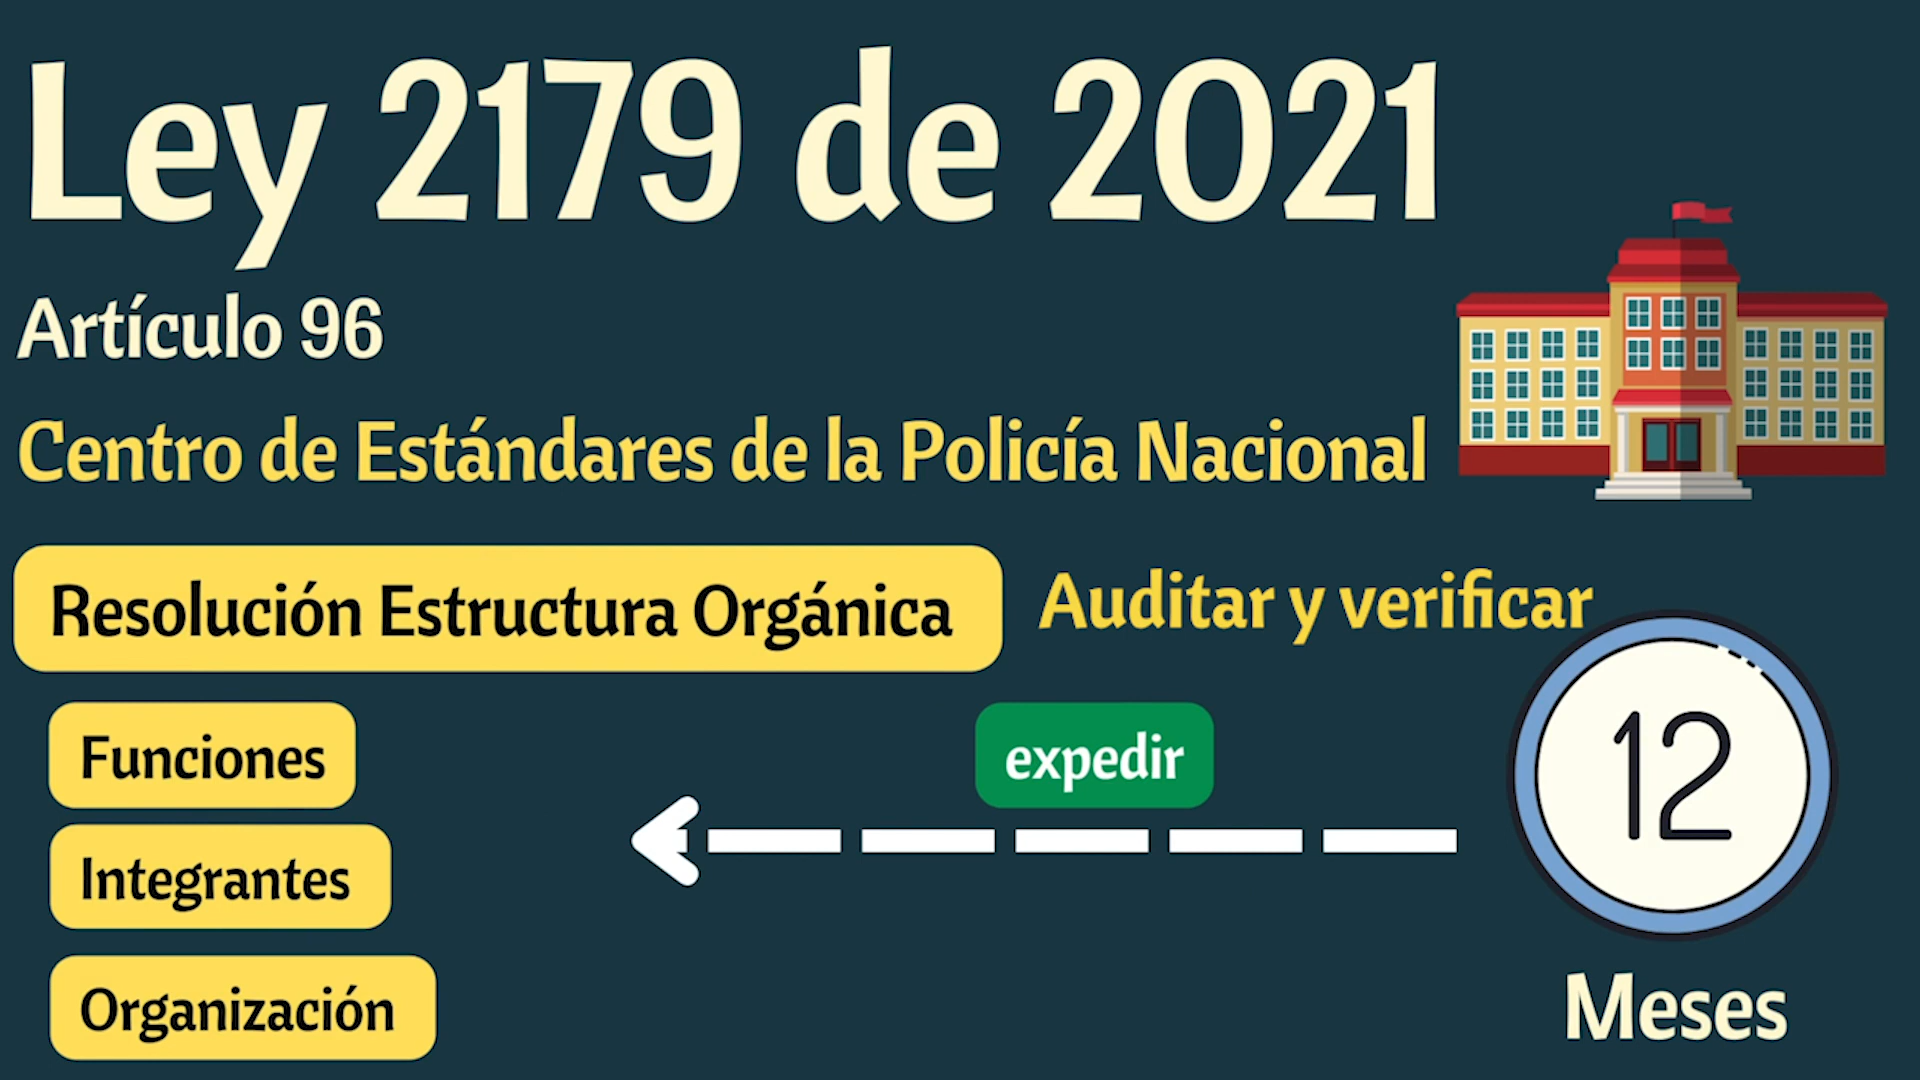 Ley 2179 de 2021
Artículo 96
Centro de Estándares de la Policía Nacional
Resolución Estructura Orgánica
Auditar y verificar
Funciones
expedir
12
Integrantes
Organización
Meses